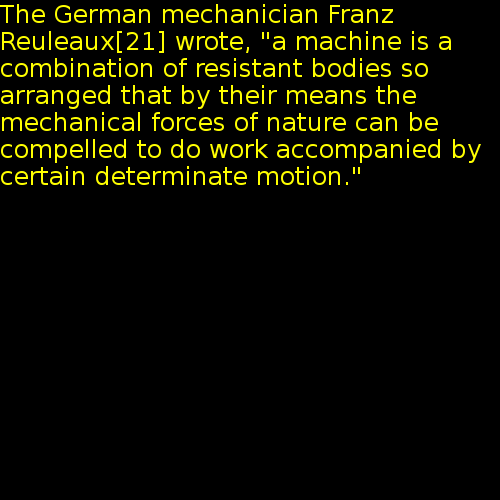 The German mechanician Franz
Reuleaux[21] wrote, "a machine is a
combination of resistant bodies so
arranged that by their means the
mechanical forces of nature can be
compelled to do work accompanied by
certain determinate motion."